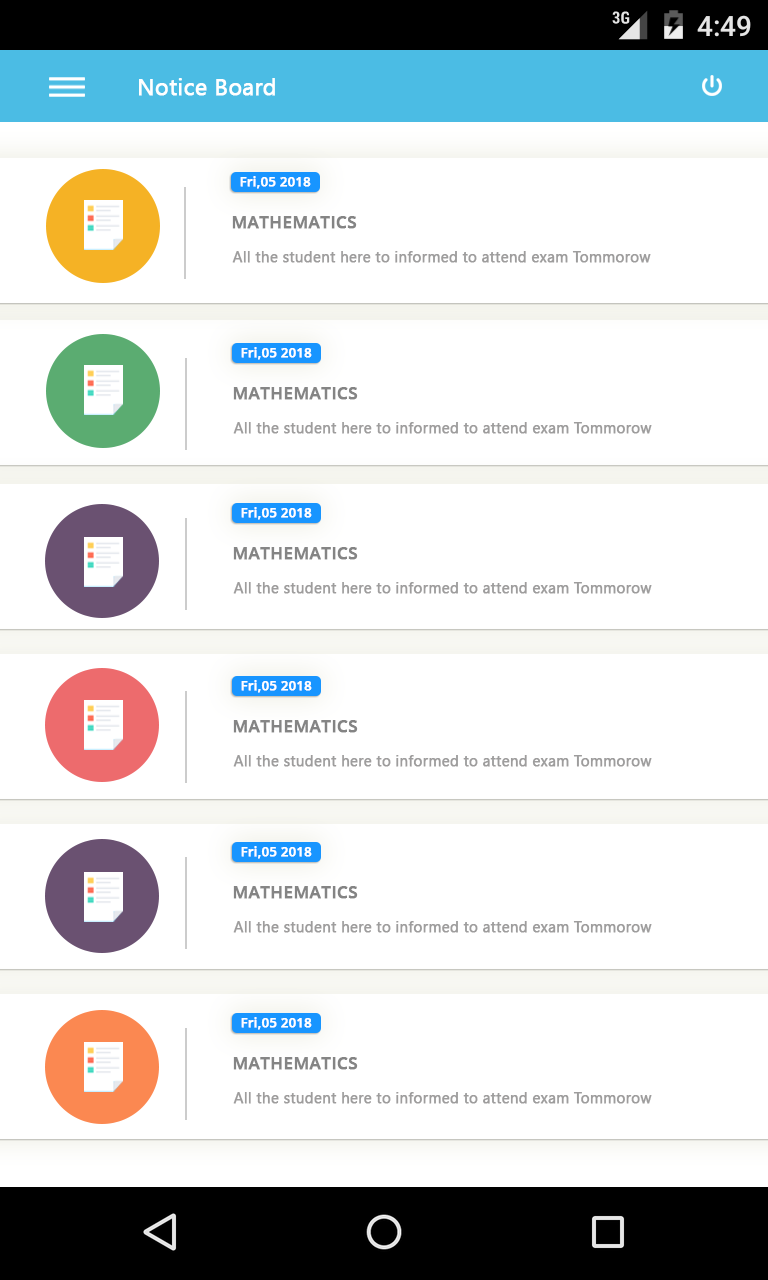 3G 4:49
Notice Board
Fri,05 2018
MATHEMATICS
All the student here to informed to attend exam Tommorow
Fri,05 2018
MATHEMATICS
All the student here to informed to attend exam Tommorow
Fri,05 2018
MATHEMATICS
All the student here to informed to attend exam Tommorow
Fri,05 2018
MATHEMATICS
All the student here to informed to attend exam Tommorow
Fri,05 2018
MATHEMATICS
All the student here to informed to attend exam Tommorow
Fri,05 2018
MATHEMATICS
All the student here to informed to attend exam Tommorow